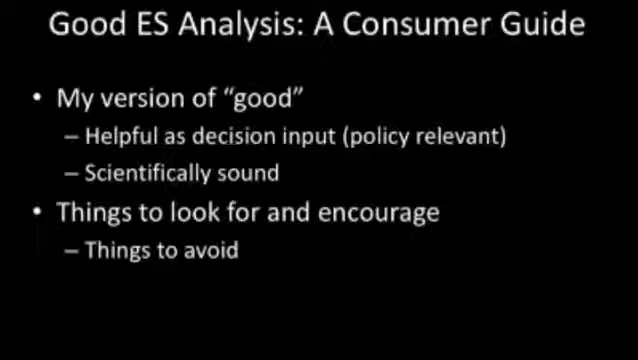 Good ES Analysis: A Consumer Guide
• My version of “good”
– Helpful as decision input (policy relevant)
– Scientifically sound
• Things to look for and encourage
– Things to avoid